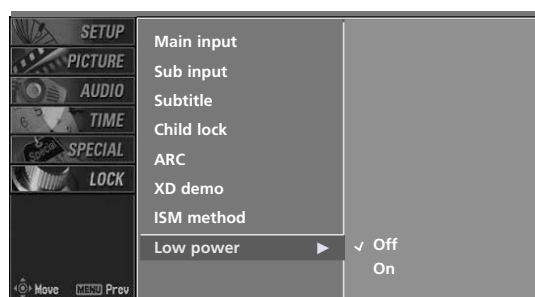 SETUP
PICTURE
AUDIO
TIME
SPECIAL
LOCK
Move MENU Prev
Main input
Sub input
Subtitle
Child lock
ARC
XD demo
ISM method
Low power ▶
✓ Off
On